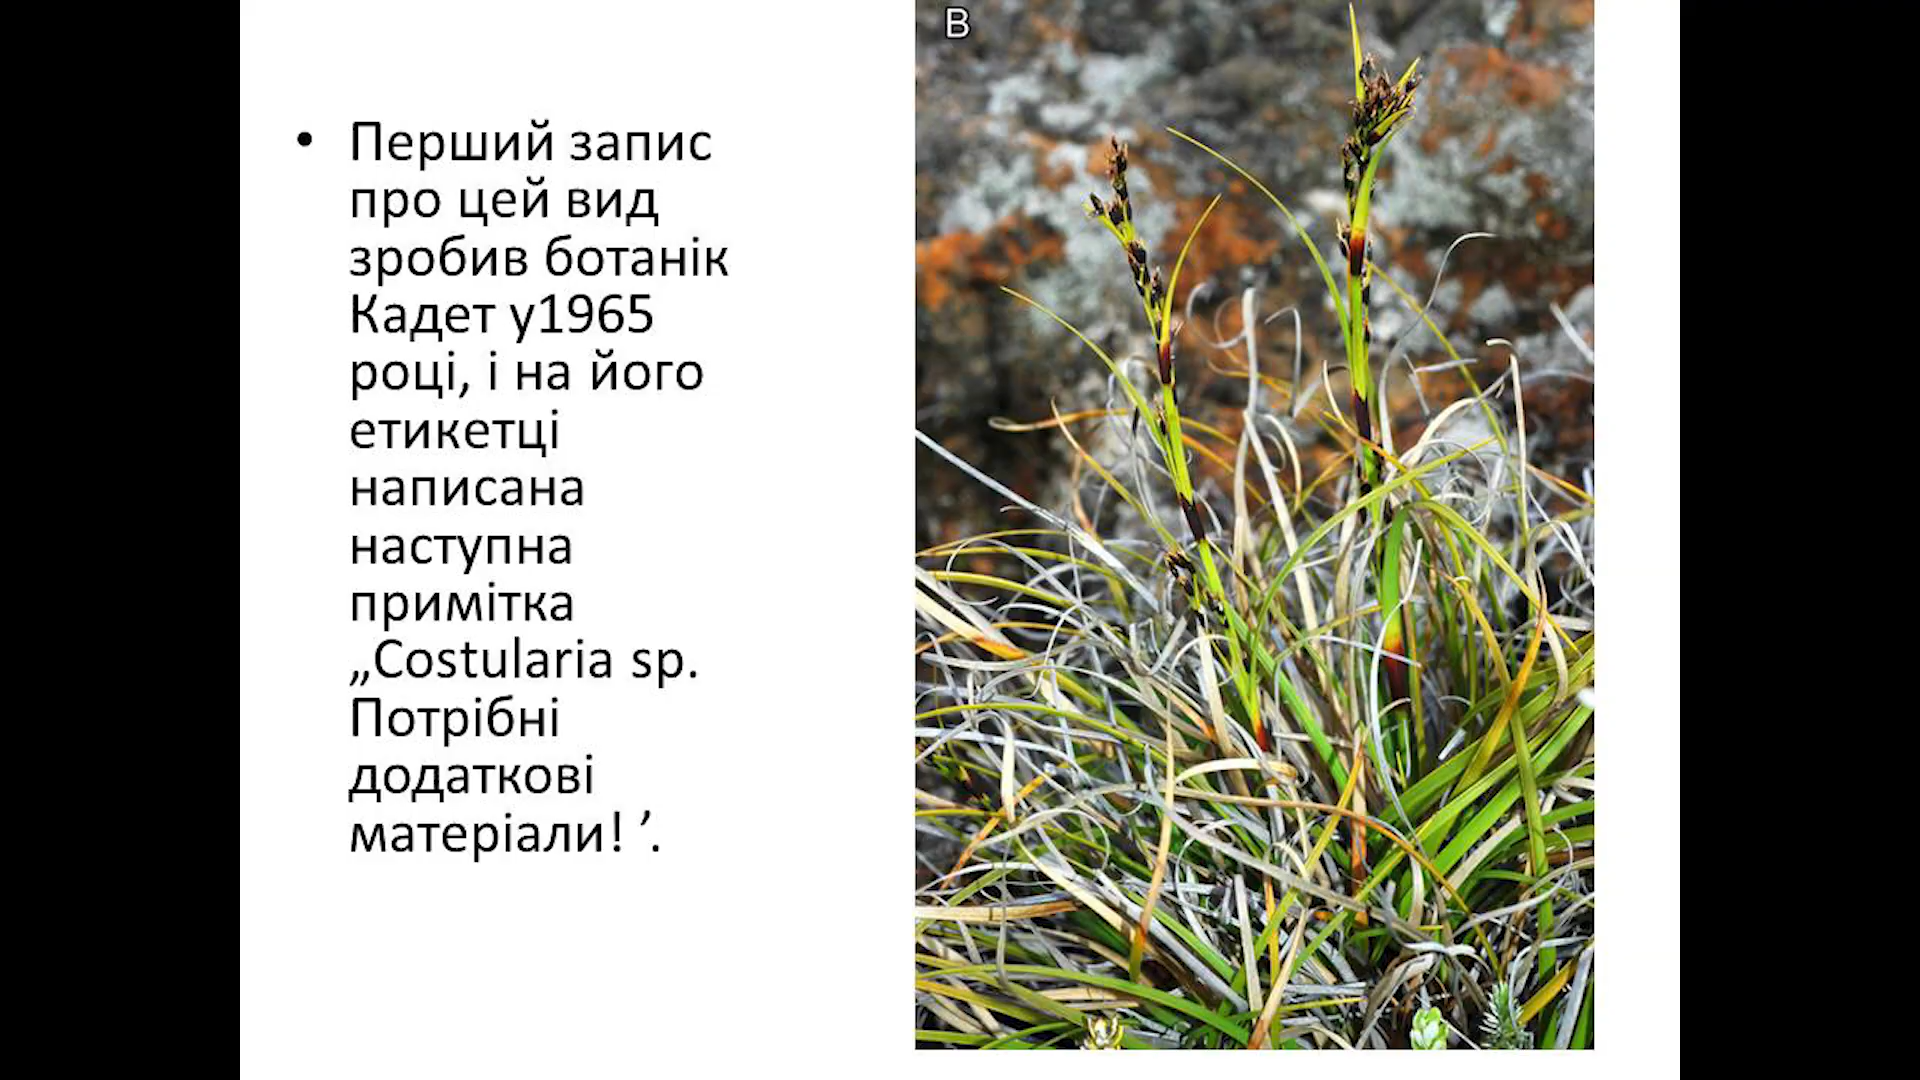 • Перший запис
про цей вид
зробив ботанік
Кадет у1965
році, і на його
етикетці
написана
наступна
примітка
„Costularia sp.
Потрібні
додаткові
матеріали! ’.
B